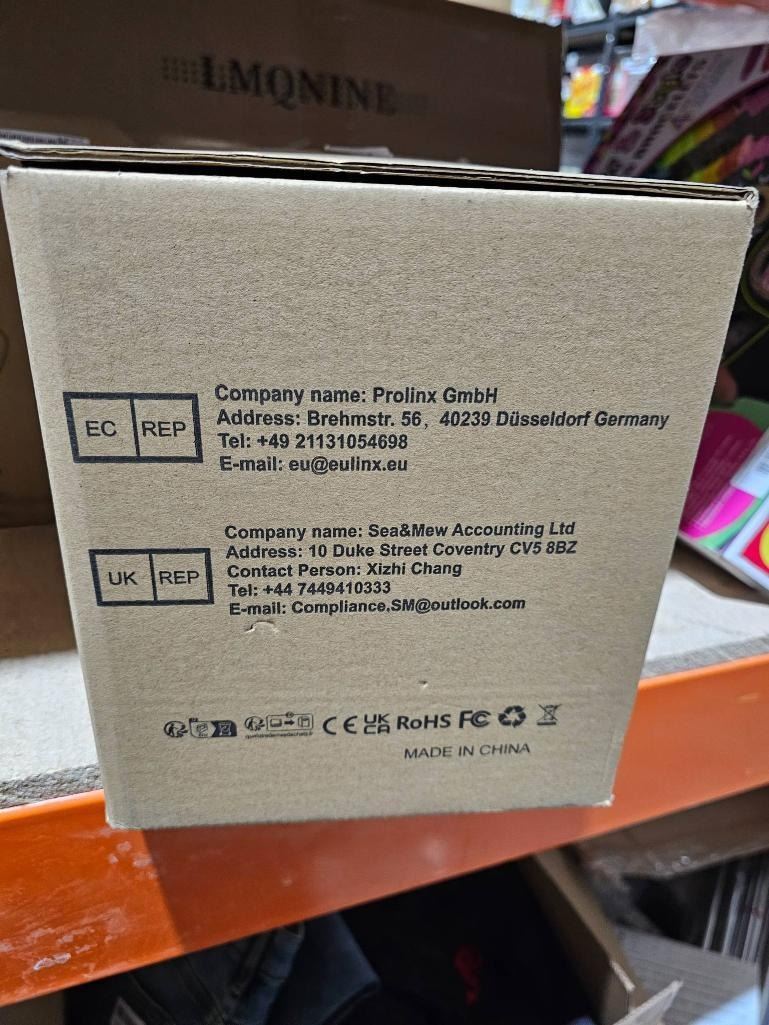 LMQNINE
EC REP
Company name: Prolinx GmbH
Address: Brehmstr. 56, 40239 Düsseldorf Germany
Tel: +49 21131054698
E-mail: eu@eulinx.eu
UK REP
Company name: Sea&Mew Accounting Ltd
Address: 10 Duke Street Coventry CV5 8BZ
Contact Person: Xizhi Chang
Tel: +44 7449410333
E-mail: Compliance.SM@outlook.com
CE UK CA RoHS FC
MADE IN CHINA